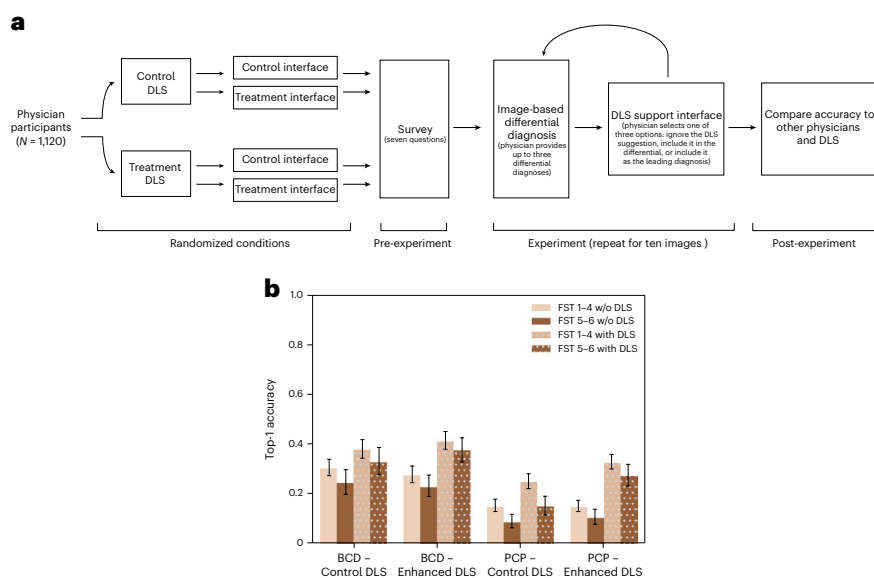 a
Physician
participants
(N = 1,120)
Control
DLS
Treatment
DLS
Control interface
Treatment interface
Control interface
Treatment interface
Survey
(seven questions)
Image-based
differential
diagnosis
(physician provides
up to three
differential
diagnoses)
DLS support interface
(physician selects one of
three options: ignore the DLS
suggestion, include it in the
differential, or include it
as the leading diagnosis)
Compare accuracy to
other physicians
and DLS
Randomized conditions
Pre-experiment
Experiment (repeat for ten images )
Post-experiment
b
Top-1 accuracy
1.0
0.8
0.6
0.4
0.2
0
FST 1–4 w/o DLS
FST 5–6 w/o DLS
FST 1–4 with DLS
FST 5–6 with DLS
BCD –
Control DLS
BCD –
Enhanced DLS
PCP –
Control DLS
PCP –
Enhanced DLS